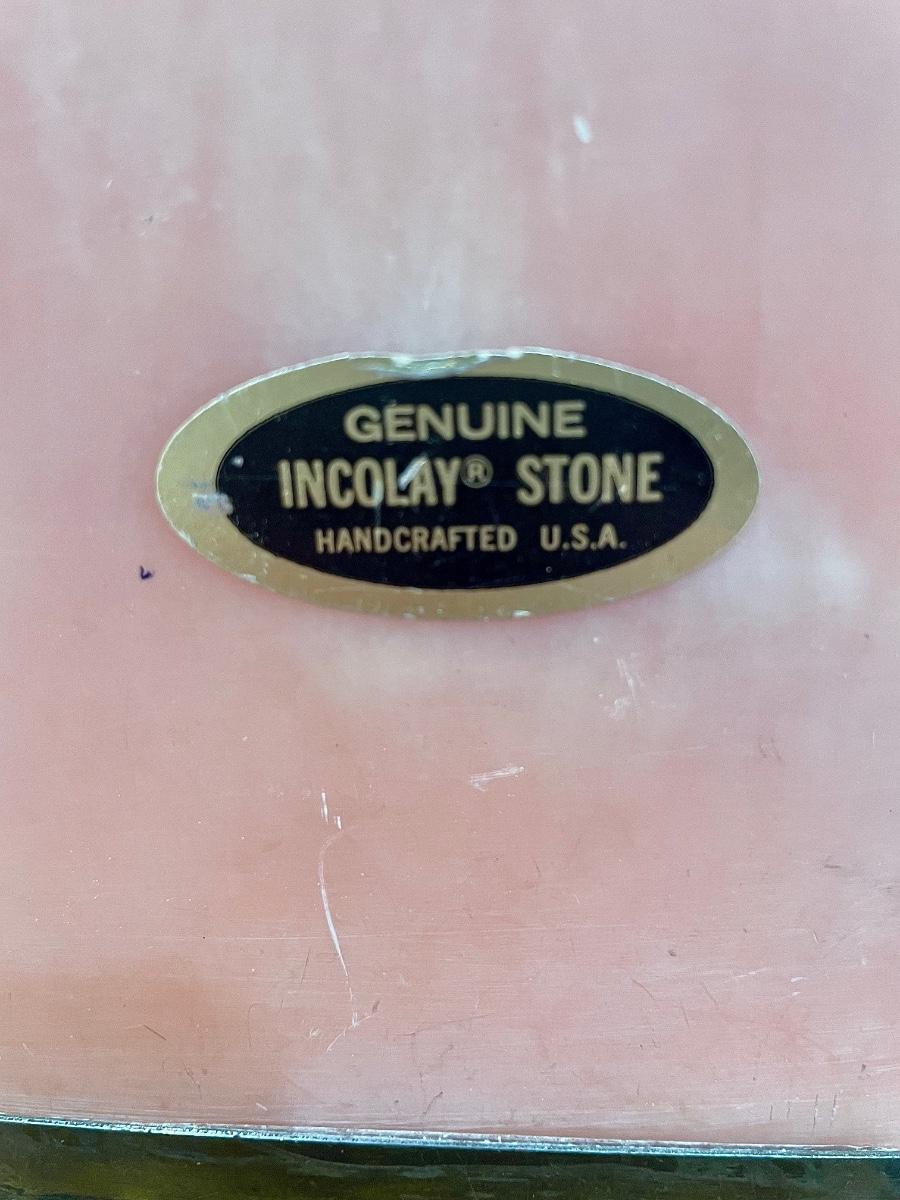 GENUINE
INCOLAY® STONE
HANDCRAFTED U.S.A.